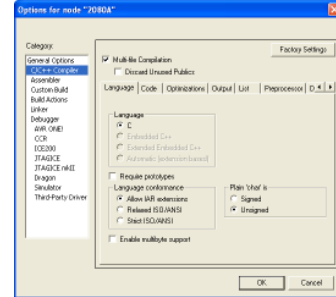 Options for node "2080A"
Category:
General Options
C/C++ Compiler
Assembler
Custom Build
Build Actions
Linker
Debugger
AVR ONE!
CCR
ICE200
JTAGICE
JTAGICE mkII
Dragon
Simulator
Third-Party Driver
Factory Settings
Multi-file Compilation
Discard Unused Publics
Language Code Optimizations Output List Preprocessor D
Language
C
Embedded C++
Extended Embedded C++
Automatic (extension based)
Require prototypes
Language conformance
Allow IAR extensions
Relaxed ISO/ANSI
Strict ISO/ANSI
Plain 'char' is
Signed
Unsigned
Enable multibyte support
OK Cancel